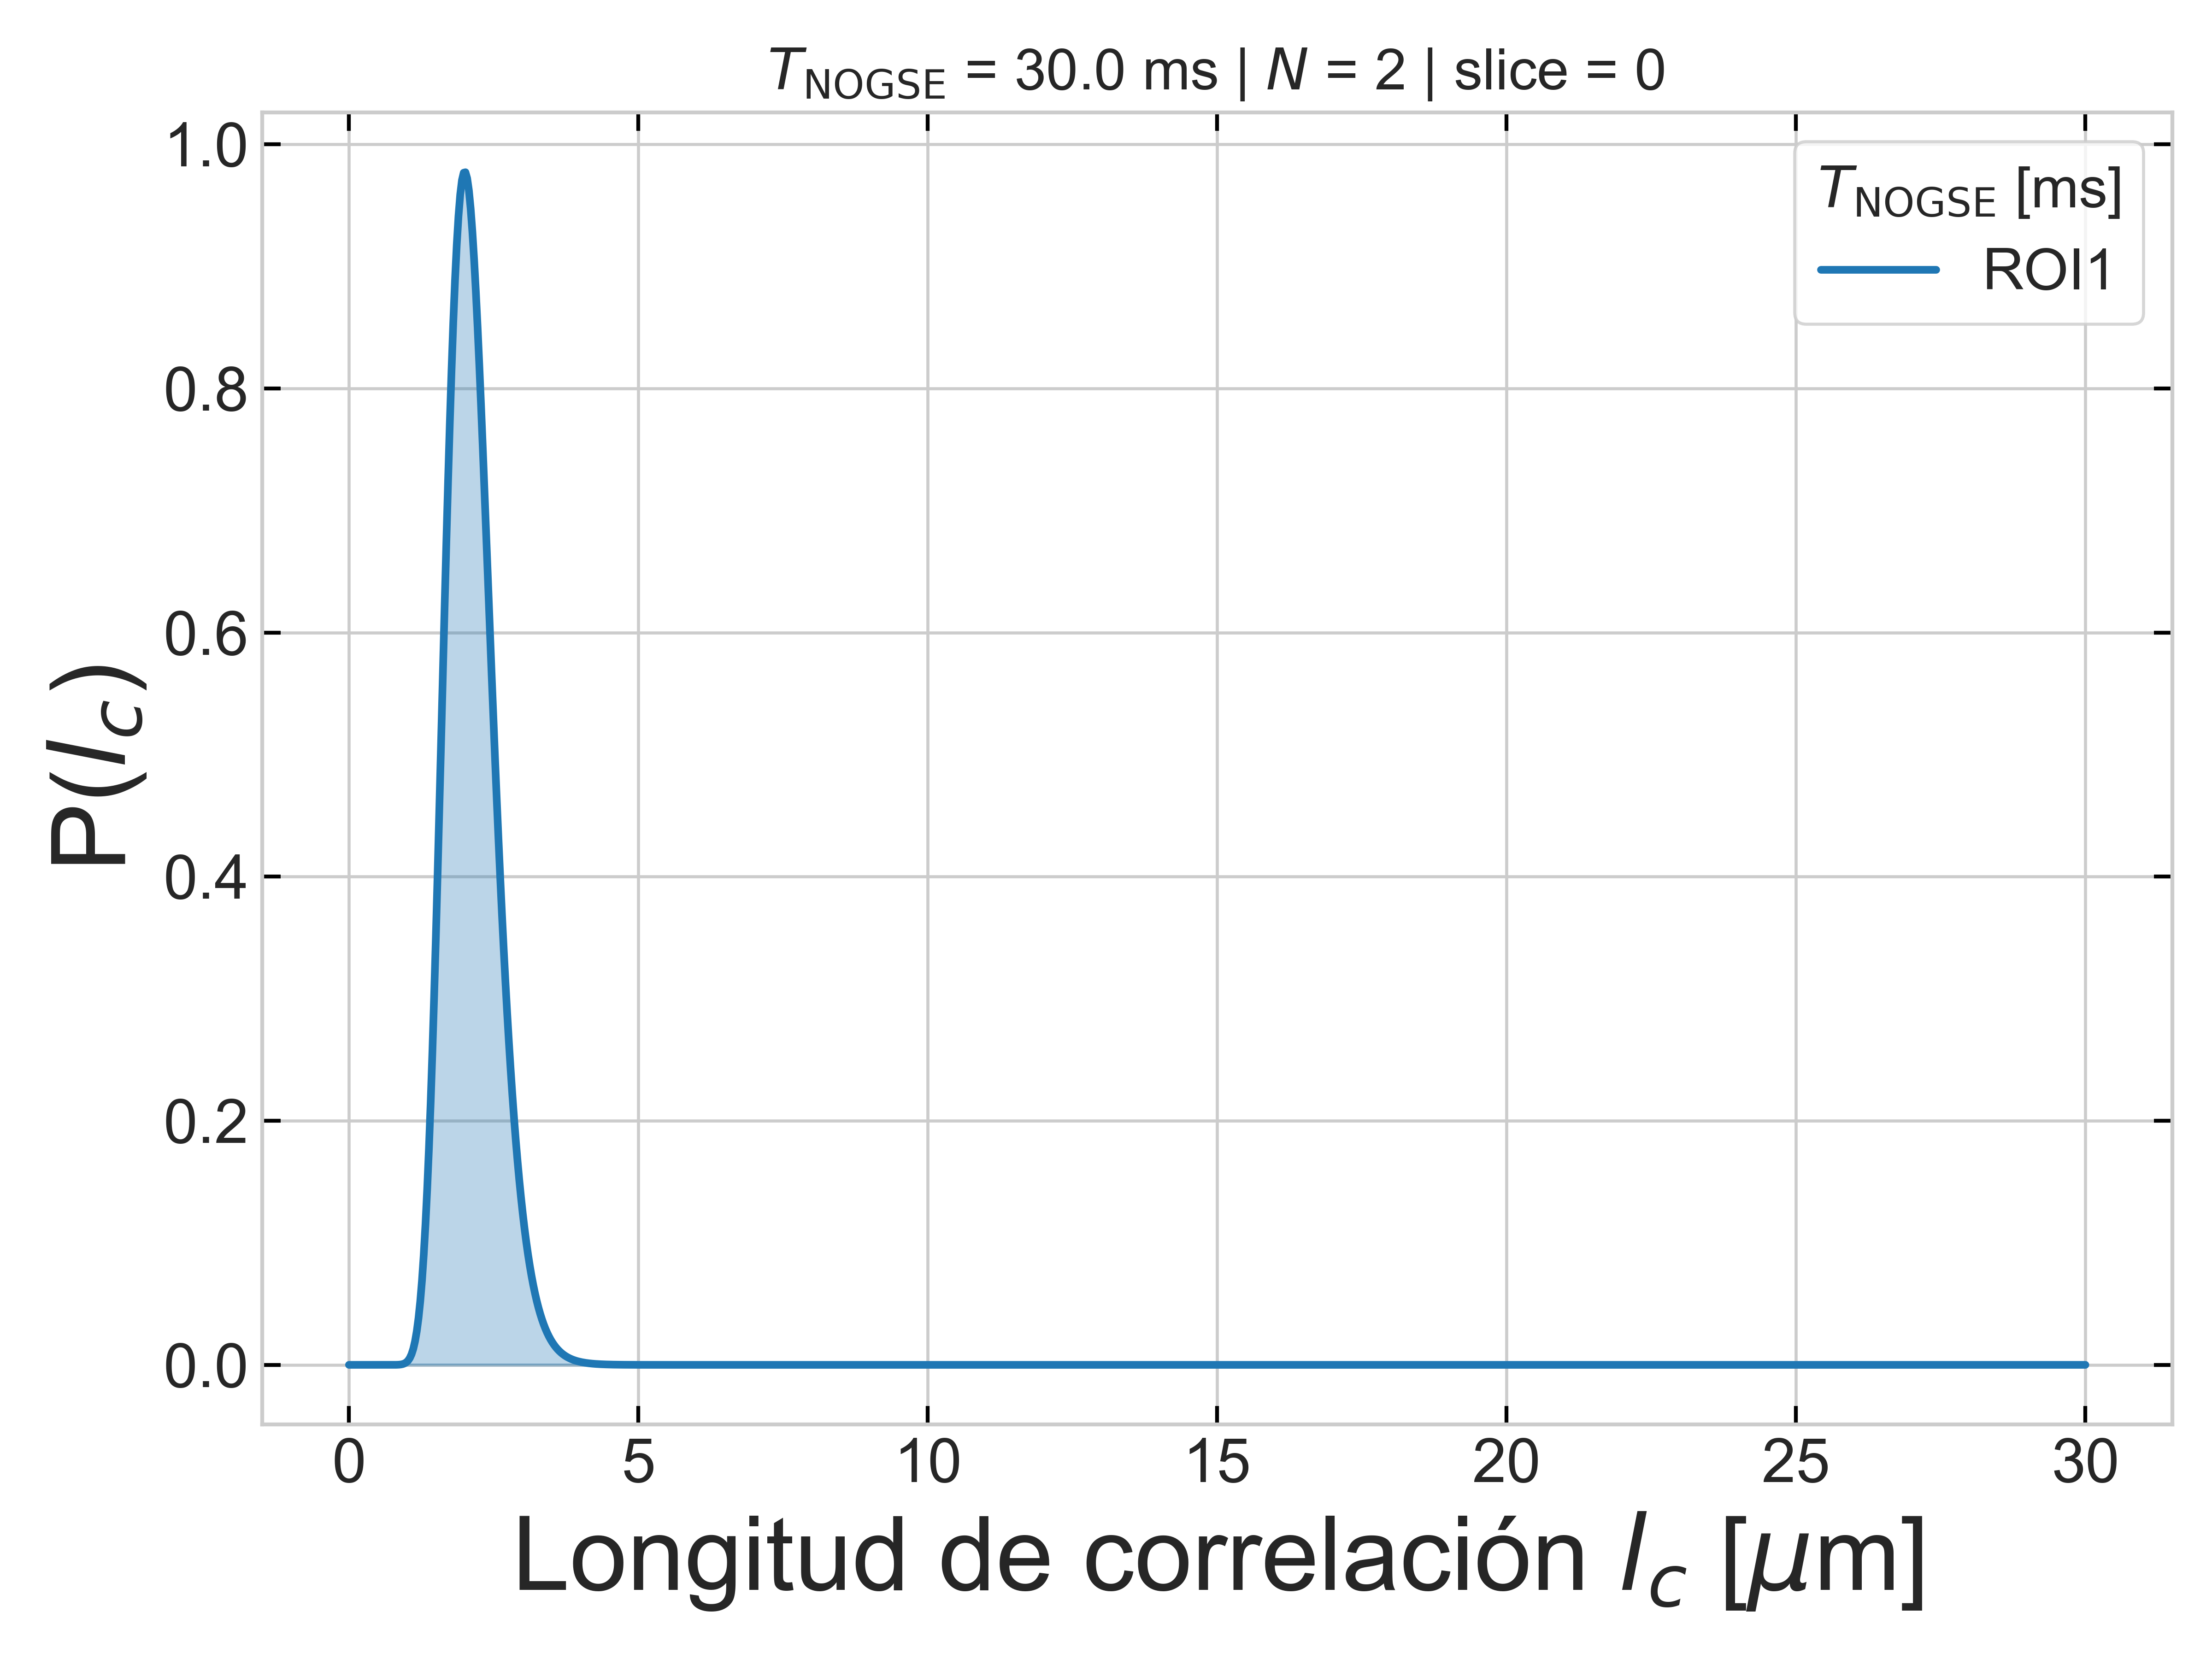 T_NOGSE = 30.0 ms | N = 2 | slice = 0
1.0
0.8
0.6
0.4
0.2
0.0
P(l_c)
T_NOGSE [ms]
ROI1
0 5 10 15 20 25 30
Longitud de correlación l_c [μm]